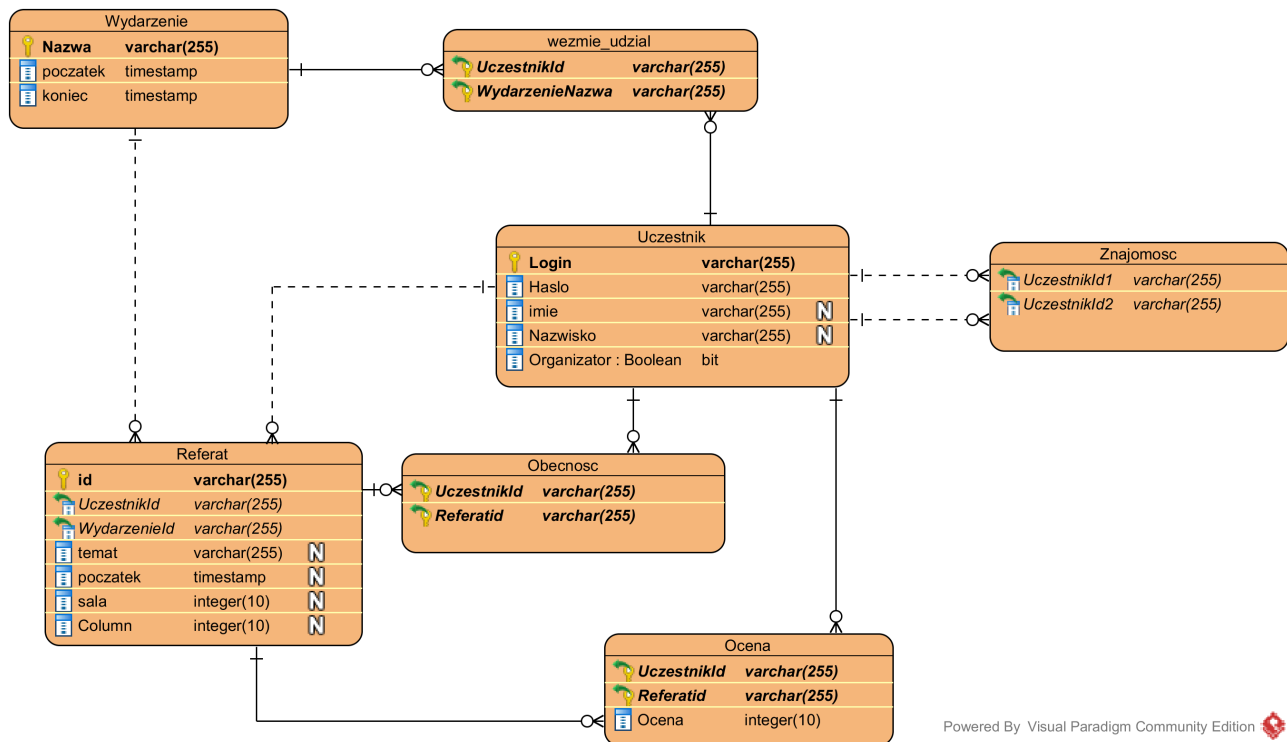 Wydarzenie
Nazwa varchar(255)
poczatek timestamp
koniec timestamp
wezmie_udzial
UczestnikId varchar(255)
WydarzenieNazwa varchar(255)
Uczestnik
Login varchar(255)
Haslo varchar(255)
imie varchar(255) N
Nazwisko varchar(255) N
Organizator : Boolean bit
Znajomosc
UczestnikId1 varchar(255)
UczestnikId2 varchar(255)
Referat
id varchar(255)
UczestnikId varchar(255)
WydarzenieId varchar(255)
temat varchar(255) N
poczatek timestamp N
sala integer(10) N
Column integer(10) N
Obecnosc
UczestnikId varchar(255)
Referatid varchar(255)
Ocena
UczestnikId varchar(255)
Referatid varchar(255)
Ocena integer(10)
Powered By Visual Paradigm Community Edition